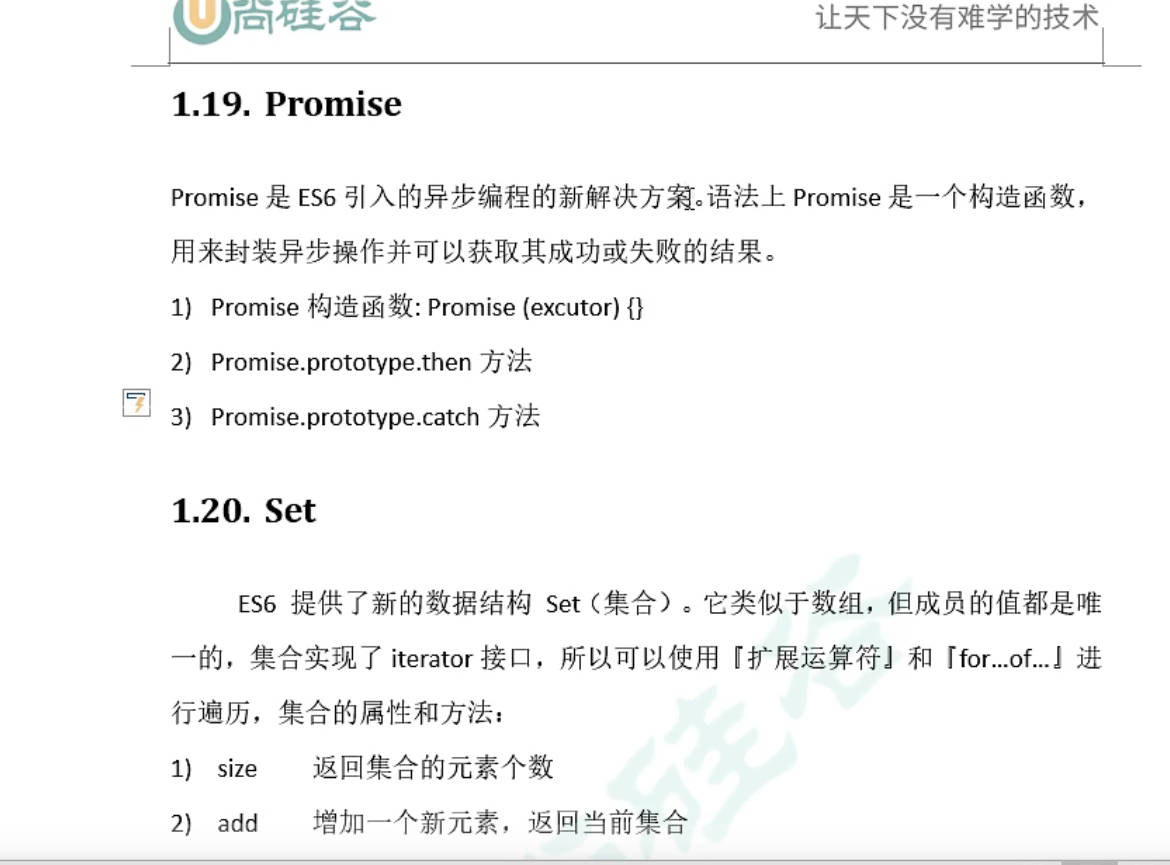 尚硅谷
让天下没有难学的技术
1.19. Promise
Promise 是 ES6 引入的异步编程的新解决方案。语法上 Promise 是一个构造函数,
用来封装异步操作并可以获取其成功或失败的结果。
1) Promise 构造函数: Promise (excutor) {}
2) Promise.prototype.then 方法
3) Promise.prototype.catch 方法
1.20. Set
ES6 提供了新的数据结构 Set（集合）。它类似于数组，但成员的值都是唯
一的，集合实现了 iterator 接口，所以可以使用『扩展运算符』和『for...of...』进
行遍历，集合的属性和方法：
1) size 返回集合的元素个数
2) add 增加一个新元素，返回当前集合